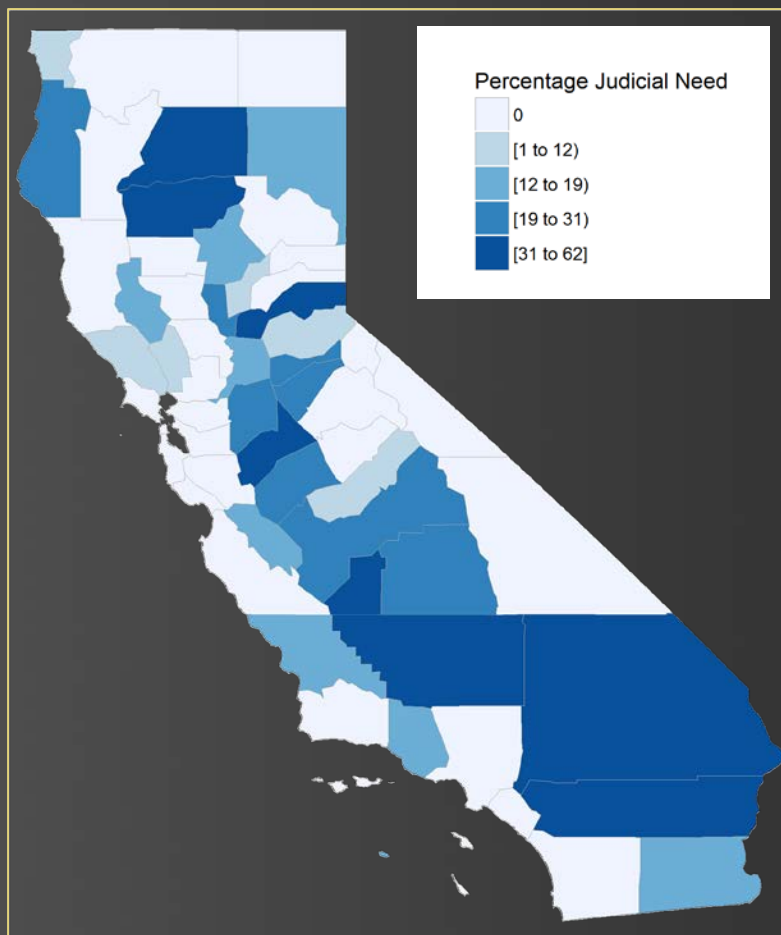 Percentage Judicial Need
0
[1 to 12)
[12 to 19)
[19 to 31)
[31 to 62]